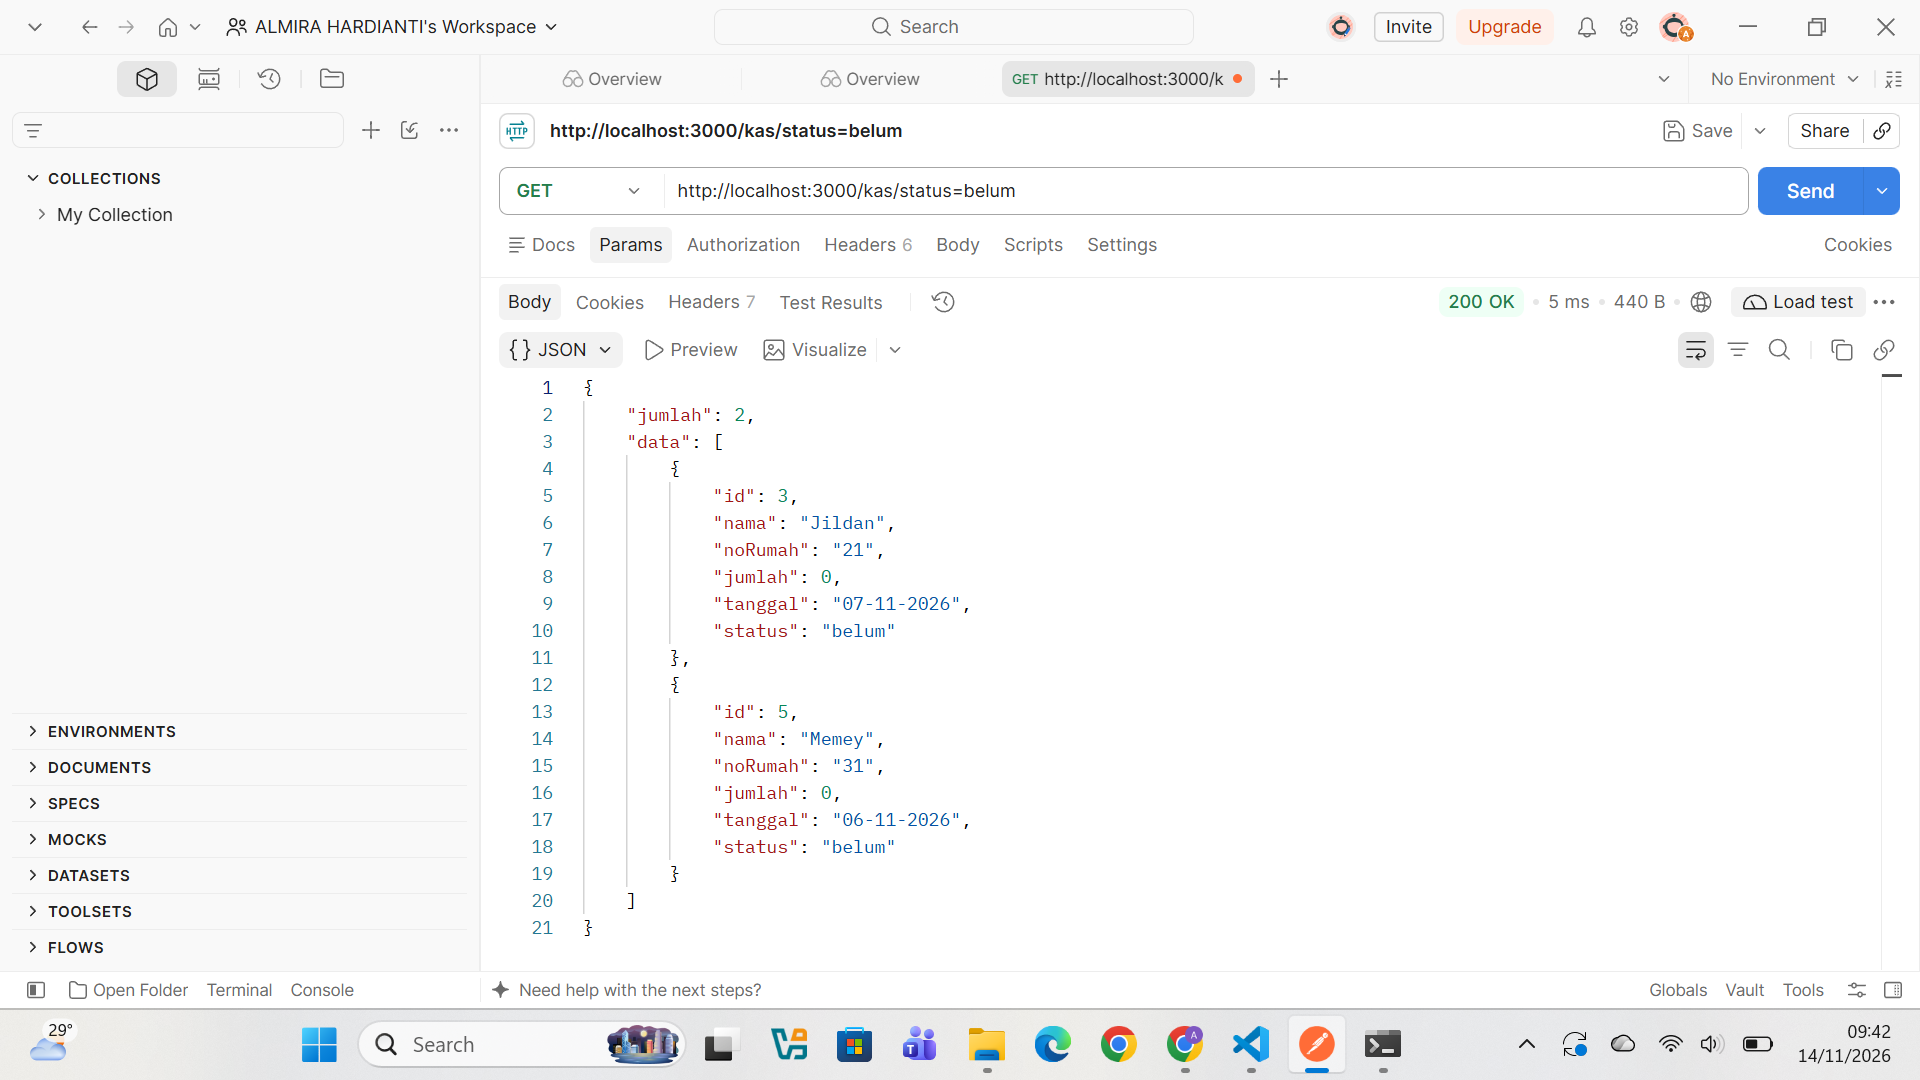 ALMIRA HARDIANTI's Workspace
Search
Invite
Upgrade
Overview
Overview
GET http://localhost:3000/k
No Environment
COLLECTIONS
My Collection
ENVIRONMENTS
DOCUMENTS
SPECS
MOCKS
DATASETS
TOOLSETS
FLOWS
HTTP
http://localhost:3000/kas/status=belum
Save
Share
GET
http://localhost:3000/kas/status=belum
Send
Docs
Params
Authorization
Headers 6
Body
Scripts
Settings
Cookies
Body
Cookies
Headers 7
Test Results
200 OK
5 ms
440 B
Load test
{} JSON
Preview
Visualize
1 {
2 "jumlah": 2,
3 "data": [
4 {
5 "id": 3,
6 "nama": "Jildan",
7 "noRumah": "21",
8 "jumlah": 0,
9 "tanggal": "07-11-2026",
10 "status": "belum"
11 },
12 {
13 "id": 5,
14 "nama": "Memey",
15 "noRumah": "31",
16 "jumlah": 0,
17 "tanggal": "06-11-2026",
18 "status": "belum"
19 }
20 ]
21 }
Open Folder
Terminal
Console
Need help with the next steps?
Globals
Vault
Tools
29°
Search
09:42
14/11/2026